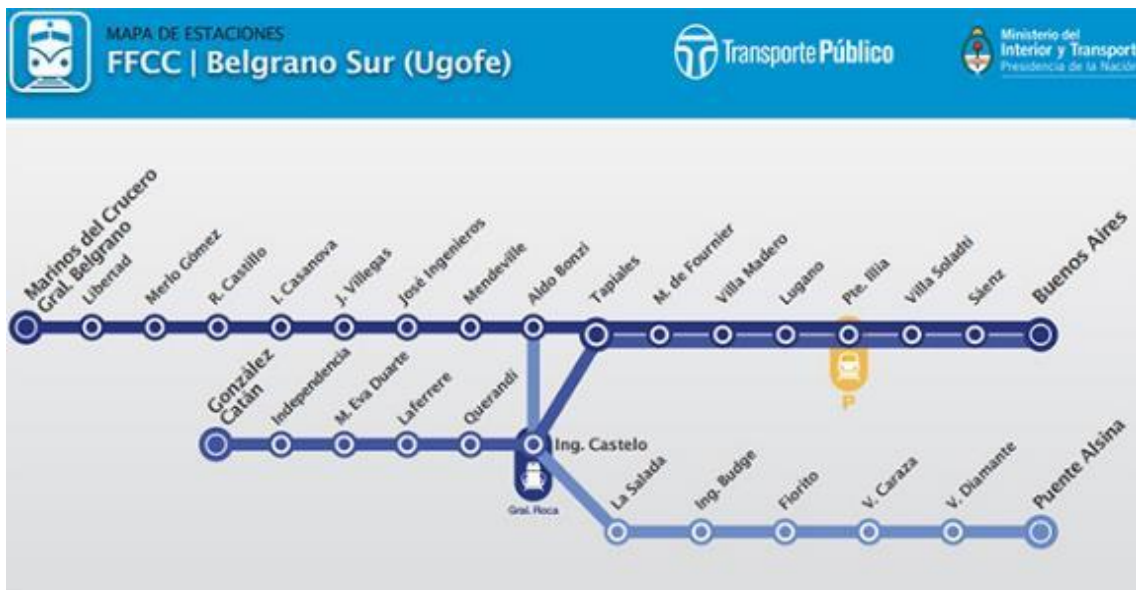 MAPA DE ESTACIONES
FFCC | Belgrano Sur (Ugofe)
Transporte Público
Ministerio del
Interior y Transport
Presidencia de la Nación
Marinos del Crucero
Gral. Belgrano
Libertad
Merlo Gómez
R. Castillo
I. Casanova
J. Villegas
José Ingenieros
Mendeville
Aldo Bonzi
Tapiales
M. de Fournier
Villa Madero
Lugano
Pte. Illia
Villa Soladti
Sáenz
Buenos Aires
P
Gonzàlez
Catán
Independencia
M. Eva Duarte
Laferrere
Querandí
Ing. Castelo
Gral. Roca
La Salada
Ing. Budge
Fiorito
V. Caraza
V. Diamante
Puente Alsina